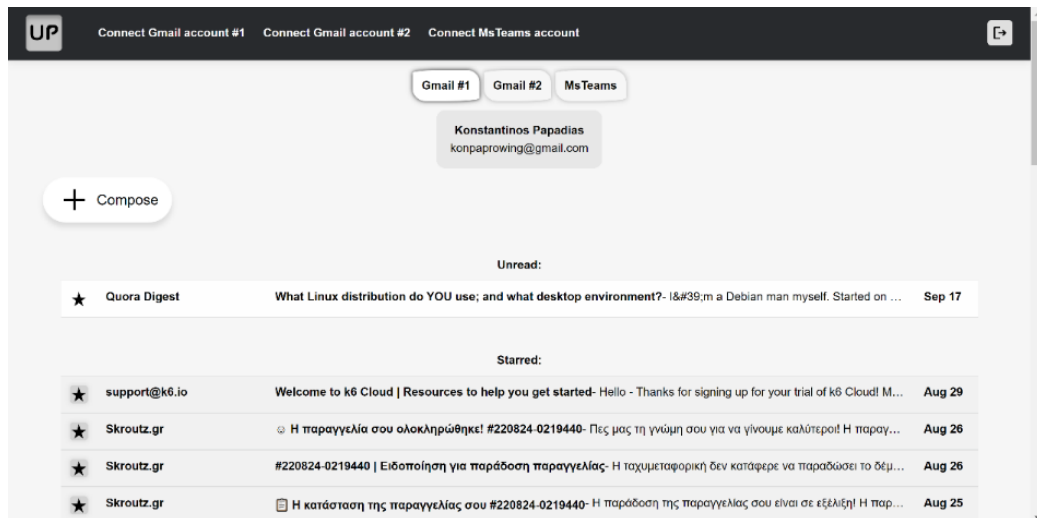 UP Connect Gmail account #1 Connect Gmail account #2 Connect MsTeams account
Gmail #1 Gmail #2 MsTeams
Konstantinos Papadias
konpaprowing@gmail.com
Compose
Unread:
Quora Digest What Linux distribution do YOU use; and what desktop environment?- I&#39;m a Debian man myself. Started on ... Sep 17
Starred:
support@k6.io Welcome to k6 Cloud | Resources to help you get started- Hello - Thanks for signing up for your trial of k6 Cloud! M... Aug 29
Skroutz.gr ☺ Η παραγγελία σου ολοκληρώθηκε! #220824-0219440- Πες μας τη γνώμη σου για να γίνουμε καλύτεροι! Η παραγ... Aug 26
Skroutz.gr #220824-0219440 | Ειδοποίηση για παράδοση παραγγελίας- Η ταχυμεταφορική δεν κατάφερε να παραδώσει το δέμ... Aug 26
Skroutz.gr 📋 Η κατάσταση της παραγγελίας σου #220824-0219440- Η παράδοση της παραγγελίας σου είναι σε εξέλιξη! Η παρ... Aug 25